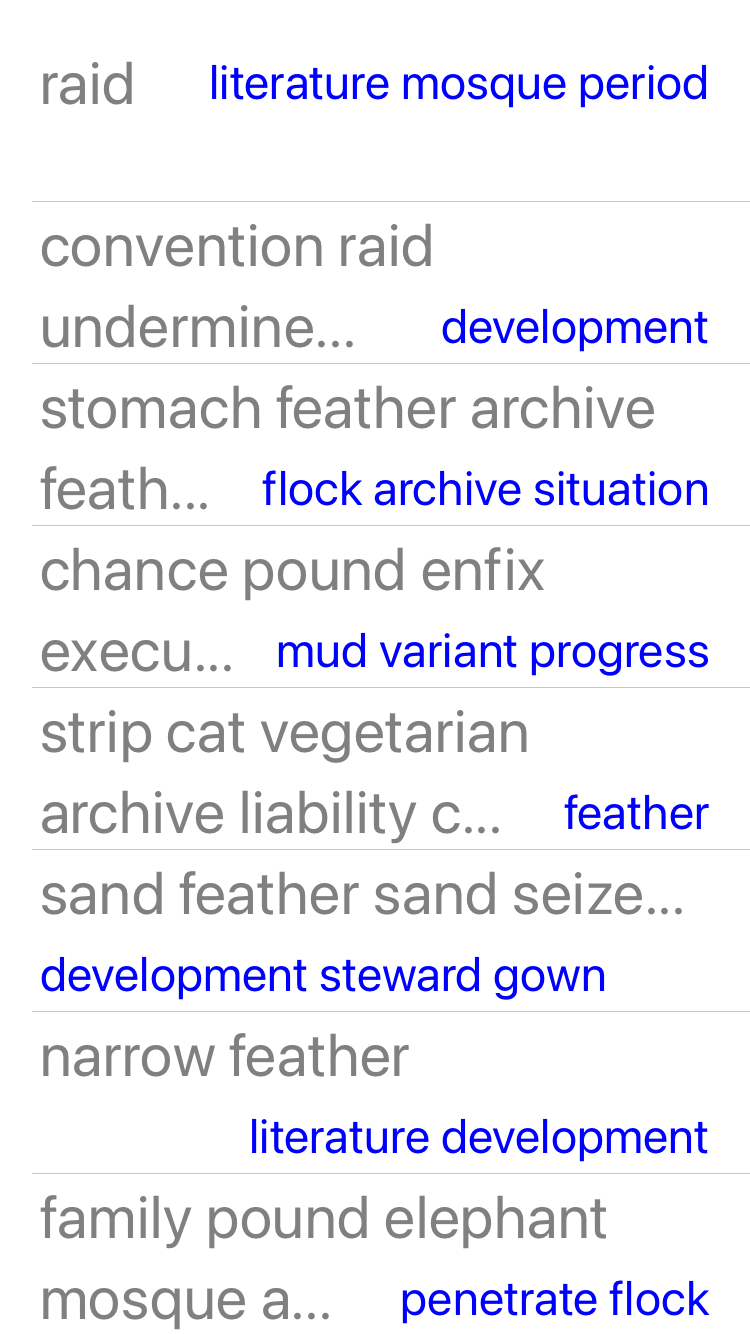 raid literature mosque period
convention raid
undermine... development
stomach feather archive
feath... flock archive situation
chance pound enfix
execu... mud variant progress
strip cat vegetarian
archive liability c... feather
sand feather sand seize...
development steward gown
narrow feather
literature development
family pound elephant
mosque a... penetrate flock